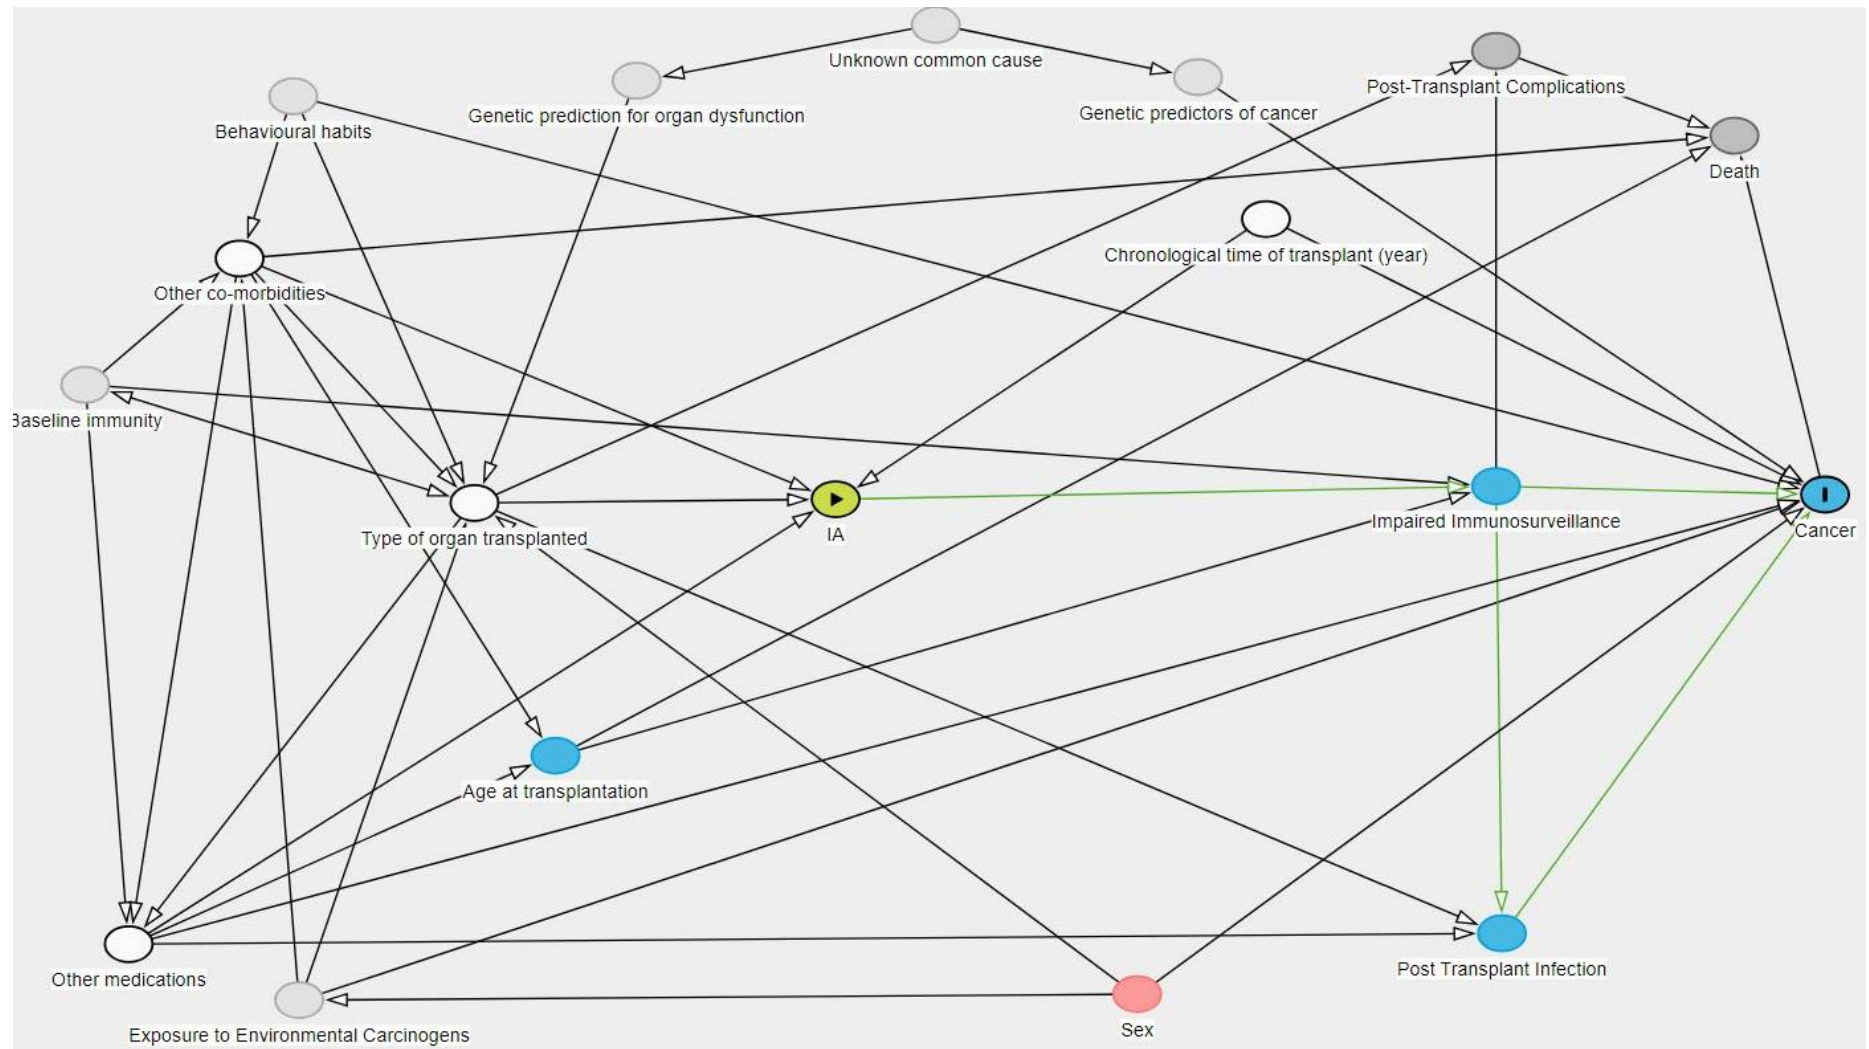 Unknown common cause
Post-Transplant Complications
Genetic prediction for organ dysfunction
Genetic predictors of cancer
Behavioural habits
Death
Chronological time of transplant (year)
Other co-morbidities
Baseline immunity
Type of organ transplanted
IA
Impaired Immunosurveillance
Cancer
Age at transplantation
Other medications
Post Transplant Infection
Exposure to Environmental Carcinogens
Sex